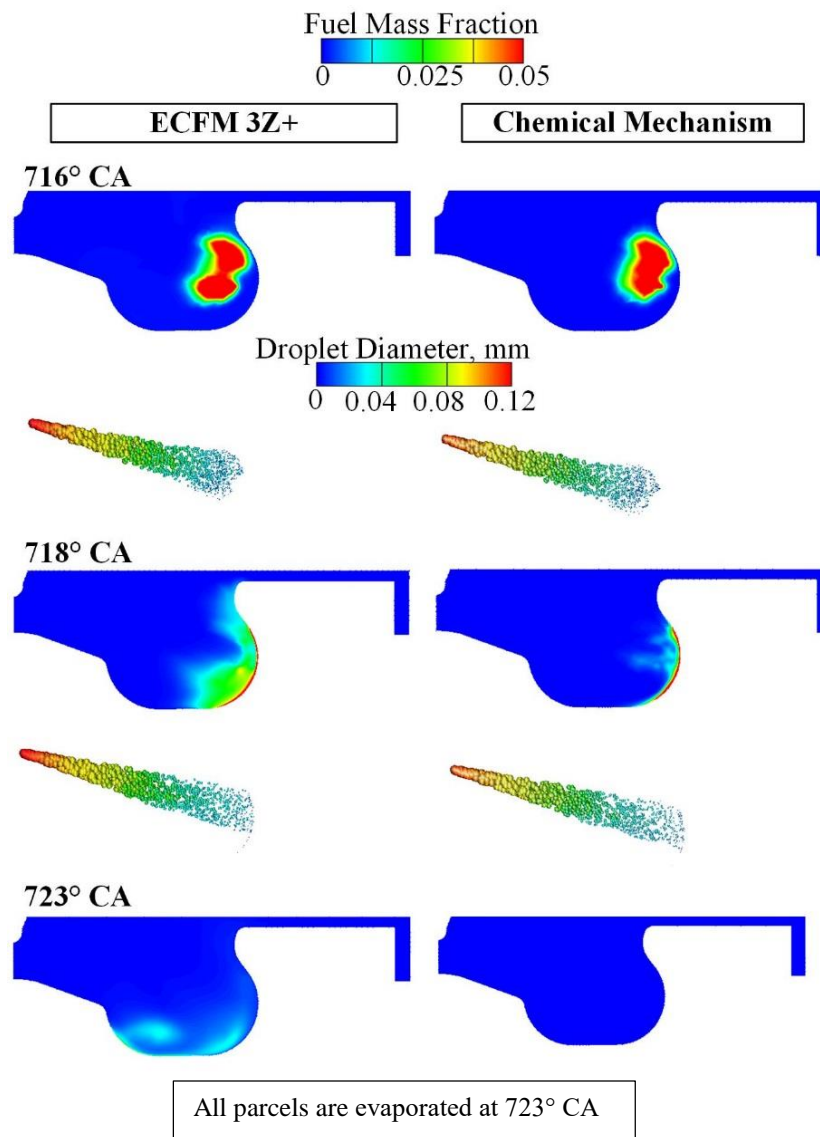 Fuel Mass Fraction
0 0.025 0.05
ECFM 3Z+ Chemical Mechanism
716° CA
Droplet Diameter, mm
0 0.04 0.08 0.12
718° CA
723° CA
All parcels are evaporated at 723° CA